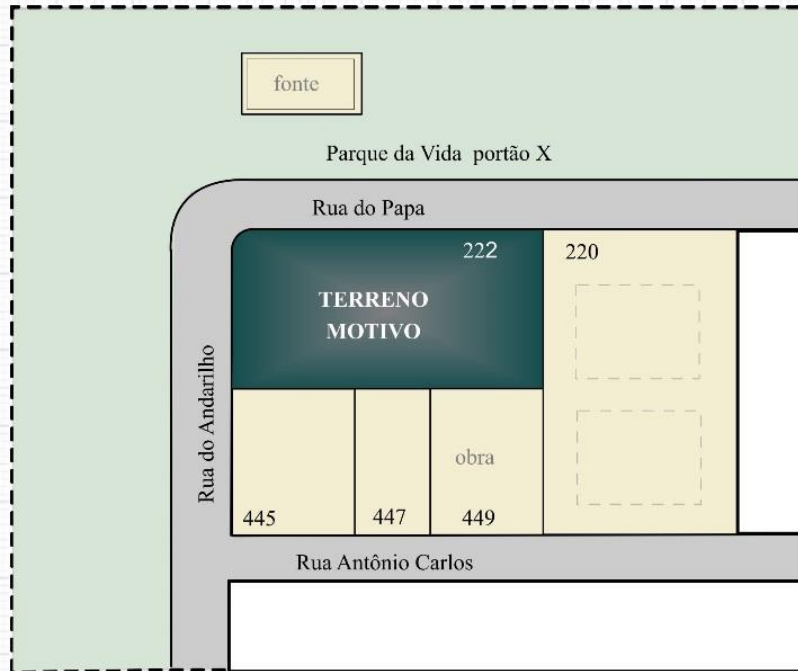 fonte
Parque da Vida portão X
Rua do Papa
222
220
TERRENO
MOTIVO
Rua do Andarilho
obra
445
447
449
Rua Antônio Carlos